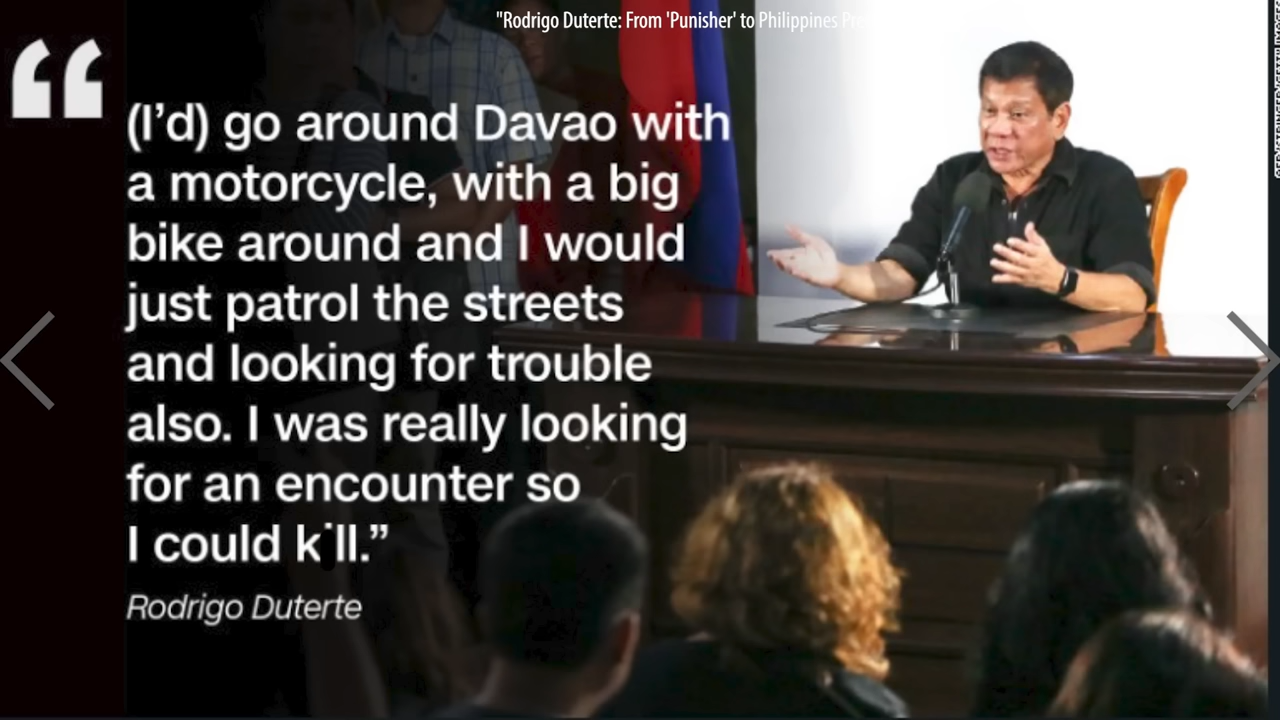 "Rodrigo Duterte: From 'Punisher' to Philippines Pre
“
(I’d) go around Davao with
a motorcycle, with a big
bike around and I would
just patrol the streets
and looking for trouble
also. I was really looking
for an encounter so
I could k ll.”
Rodrigo Duterte